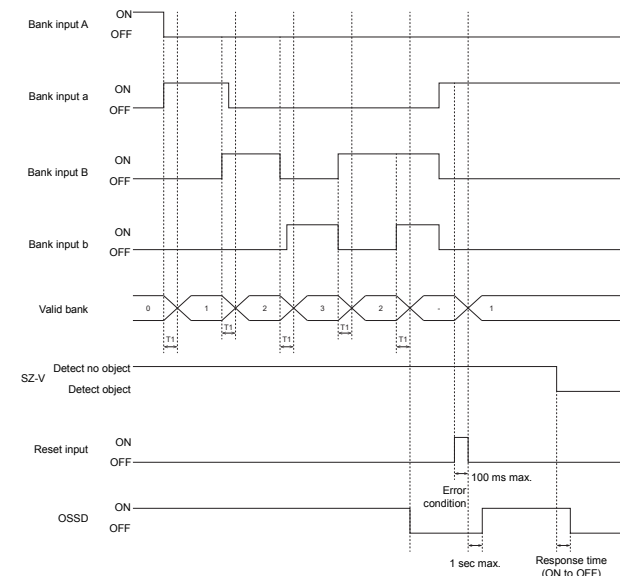 Bank input A
ON
OFF
Bank input a
ON
OFF
Bank input B
ON
OFF
Bank input b
ON
OFF
Valid bank
0
1
2
3
2
-
1
T1
T1
T1
T1
T1
SZ-V
Detect no object
Detect object
Reset input
ON
OFF
100 ms max.
Error
condition
OSSD
ON
OFF
1 sec max.
Response time
(ON to OFF)